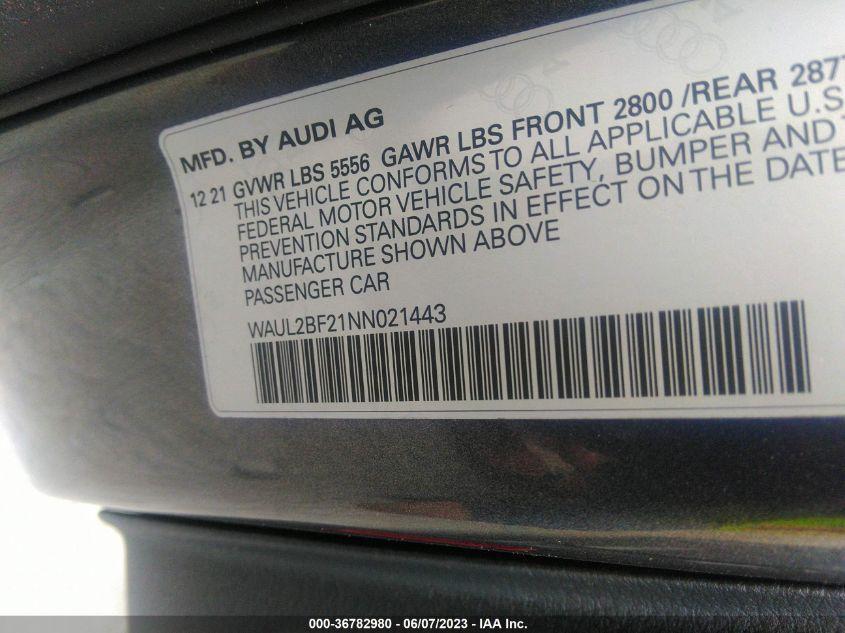 MFD. BY AUDI AG
12 21 GVWR LBS 5556 GAWR LBS FRONT 2800 /REAR 2877
THIS VEHICLE CONFORMS TO ALL APPLICABLE U.S
FEDERAL MOTOR VEHICLE SAFETY, BUMPER AND
PREVENTION STANDARDS IN EFFECT ON THE DATE
MANUFACTURE SHOWN ABOVE
PASSENGER CAR
WAUL2BF21NN021443
000-36782980 - 06/07/2023 - IAA Inc.